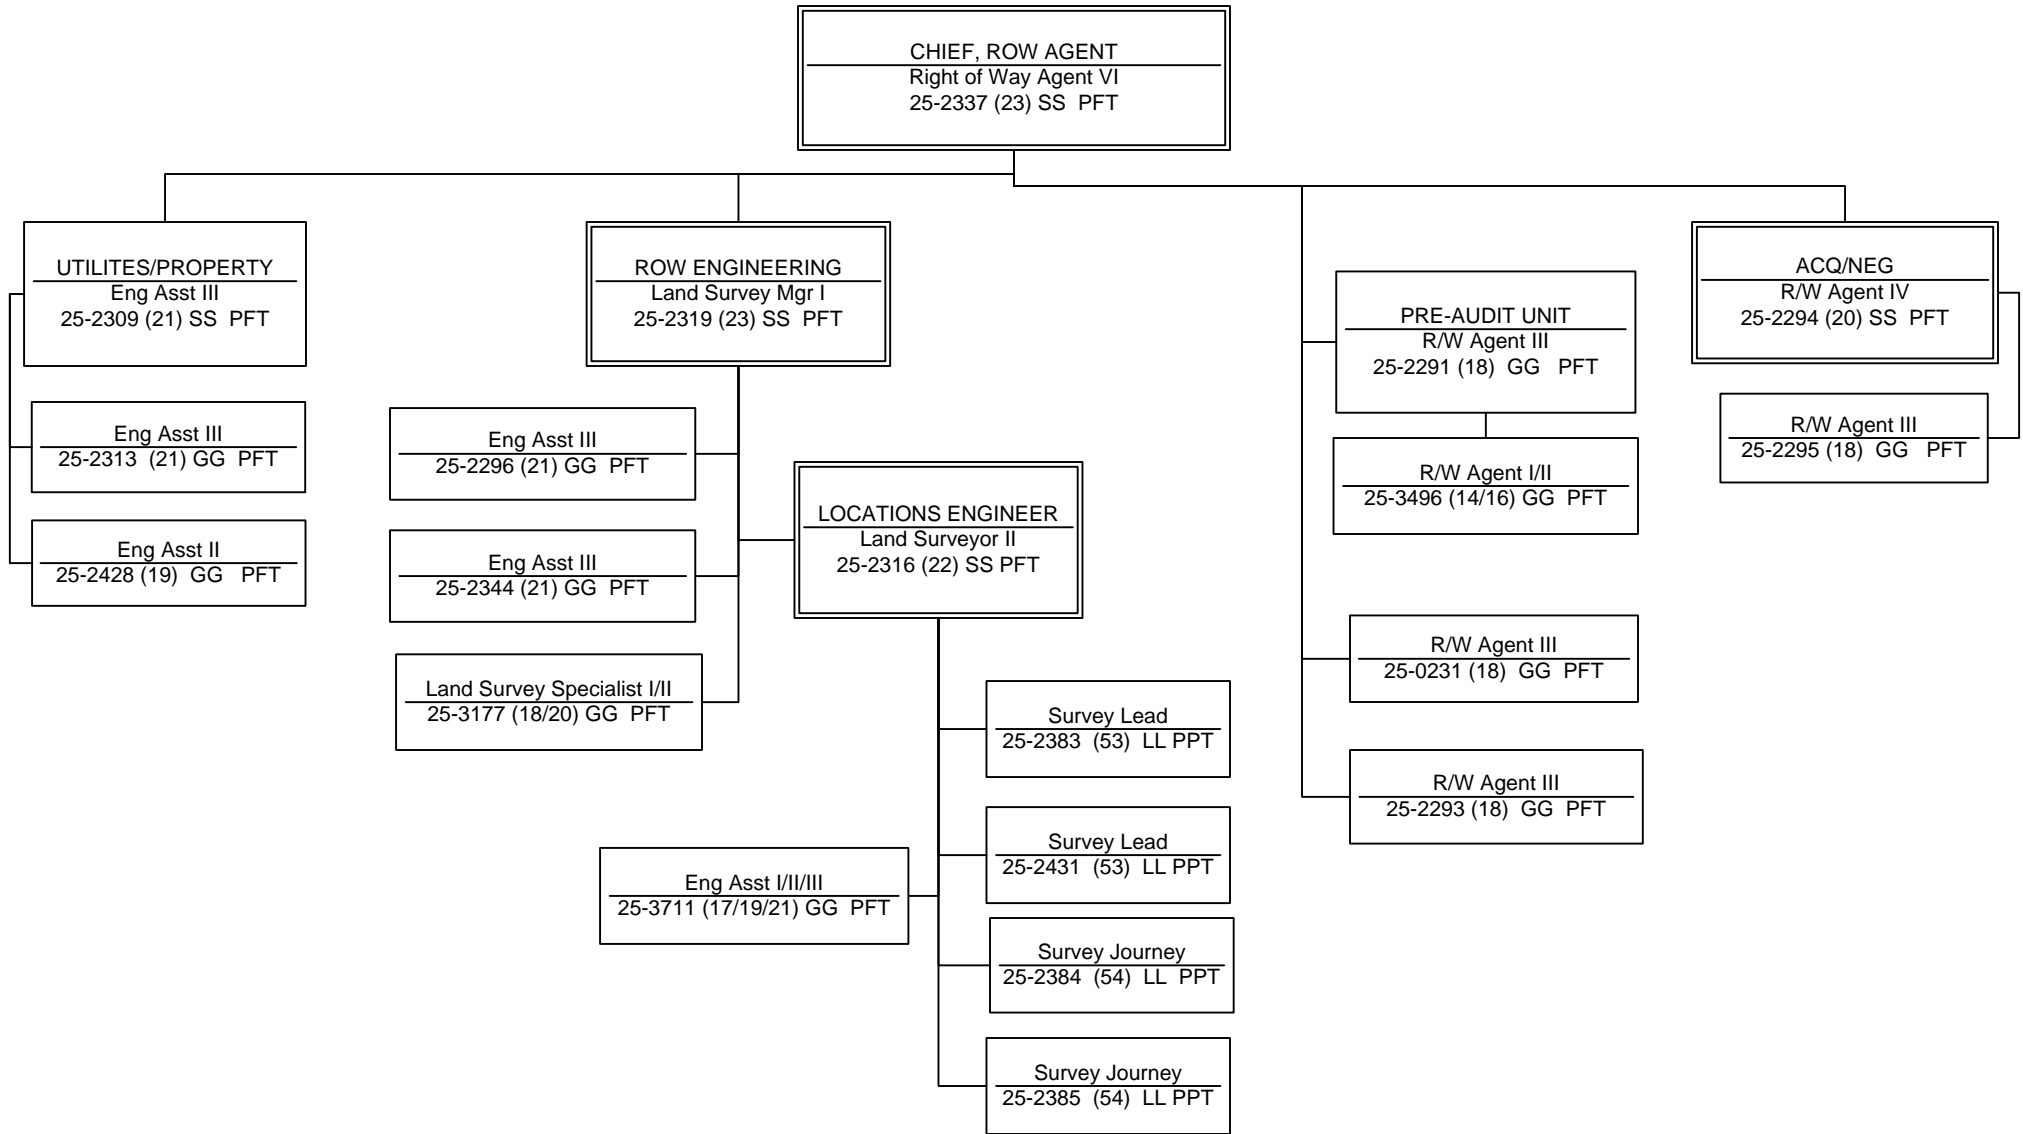 CHIEF, ROW AGENT
Right of Way Agent VI
25-2337 (23) SS  PFT
UTILITES/PROPERTY
Eng Asst III
25-2309 (21) SS  PFT
Eng Asst III
25-2313  (21) GG  PFT
Eng Asst II
25-2428 (19)  GG   PFT
ROW ENGINEERING
Land Survey Mgr I
25-2319 (23) SS  PFT
Eng Asst III
25-2296 (21) GG  PFT
Eng Asst III
25-2344 (21) GG  PFT
Land Survey Specialist I/II
25-3177 (18/20) GG  PFT
LOCATIONS ENGINEER
Land Surveyor II
25-2316 (22) SS PFT
Eng Asst I/II/III
25-3711 (17/19/21) GG  PFT
Survey Lead
25-2383  (53)  LL PPT
Survey Lead
25-2431  (53)  LL PPT
Survey Journey
25-2384  (54)  LL  PPT
Survey Journey
25-2385  (54)  LL PPT
PRE-AUDIT UNIT
R/W Agent III
25-2291 (18)  GG   PFT
R/W Agent I/II
25-3496 (14/16) GG  PFT
R/W Agent III
25-0231 (18)  GG  PFT
R/W Agent III
25-2293 (18)  GG  PFT
ACQ/NEG
R/W Agent IV
25-2294 (20) SS  PFT
R/W Agent III
25-2295 (18)  GG   PFT